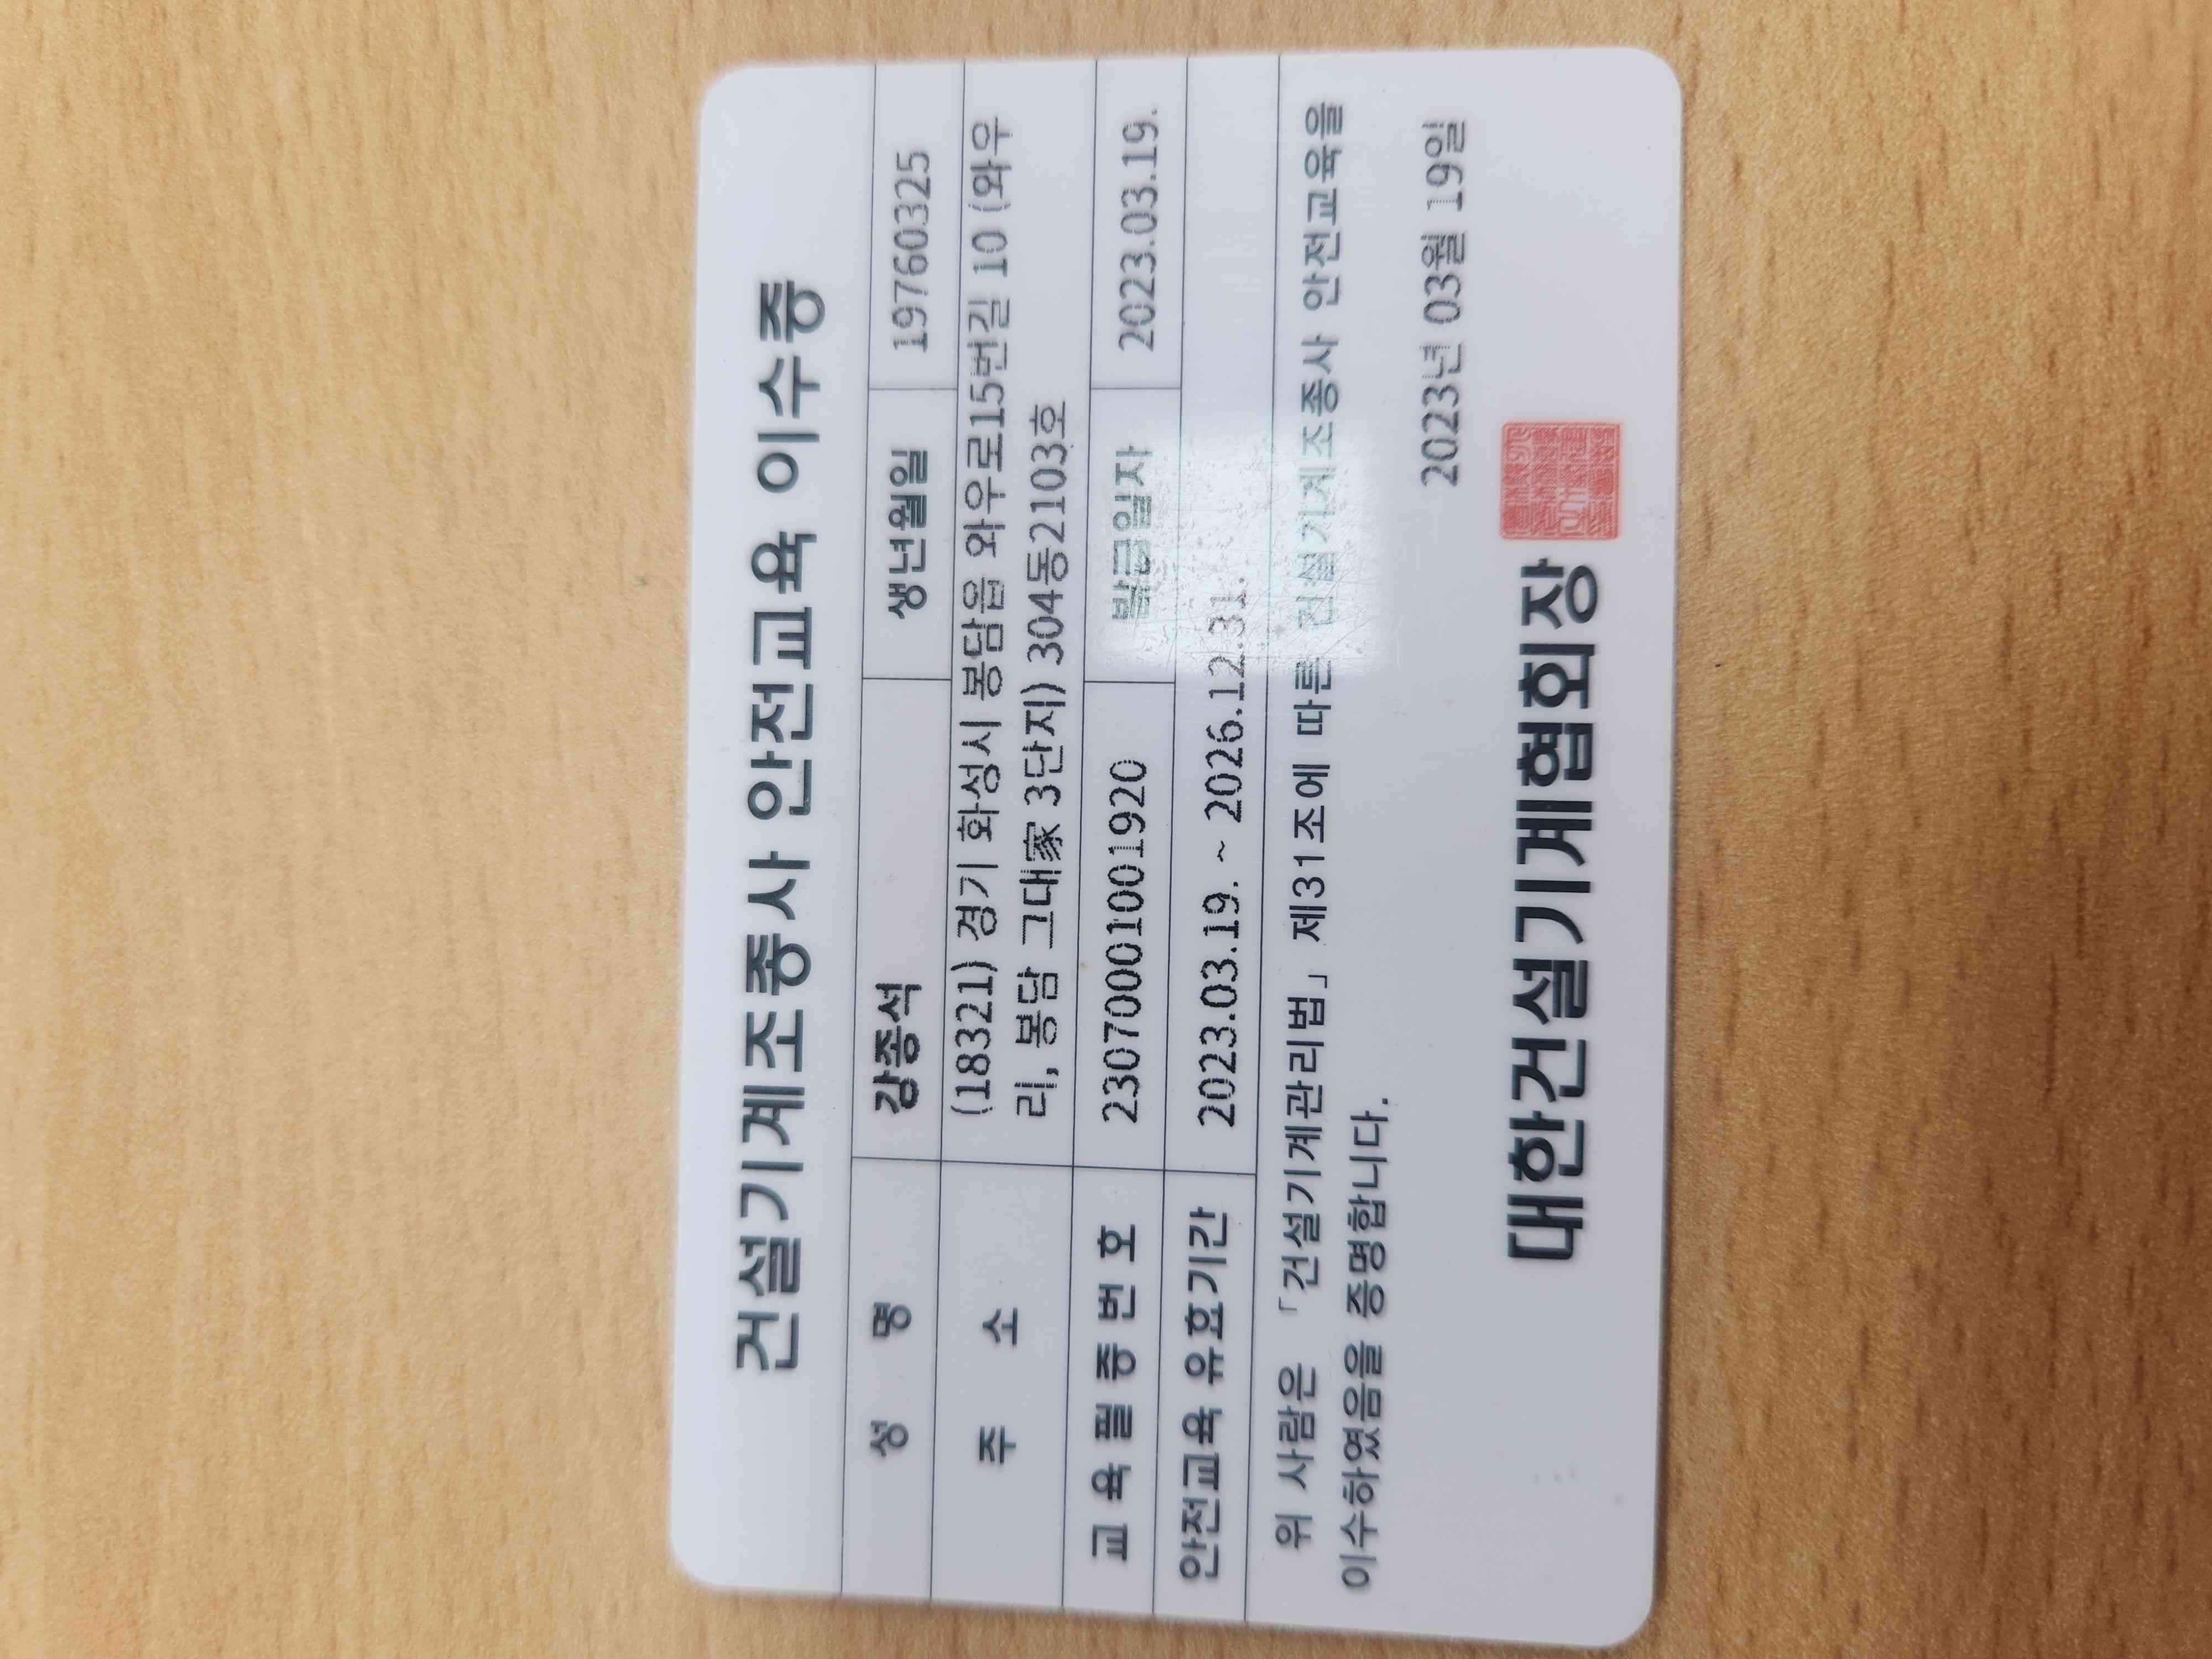 건설기계조종사 안전교육 이수증
성 명 강종석 생년월일 19760325
주 소 (18321) 경기 화성시 봉담읍 와우로15번길 10 (와우
리, 봉담 그대家 3단지) 304동2103호
교육필증번호 2307000100192​0 발급일자 2023.03.19.
안전교육 유효기간 2023.03.19. ~ 2026.12.31.
위 사람은 「건설기계관리법」 제31조에 따른 건설기계조종사 안전교육을
이수하였음을 증명합니다.
2023년 03월 19일
대한건설기계협회장